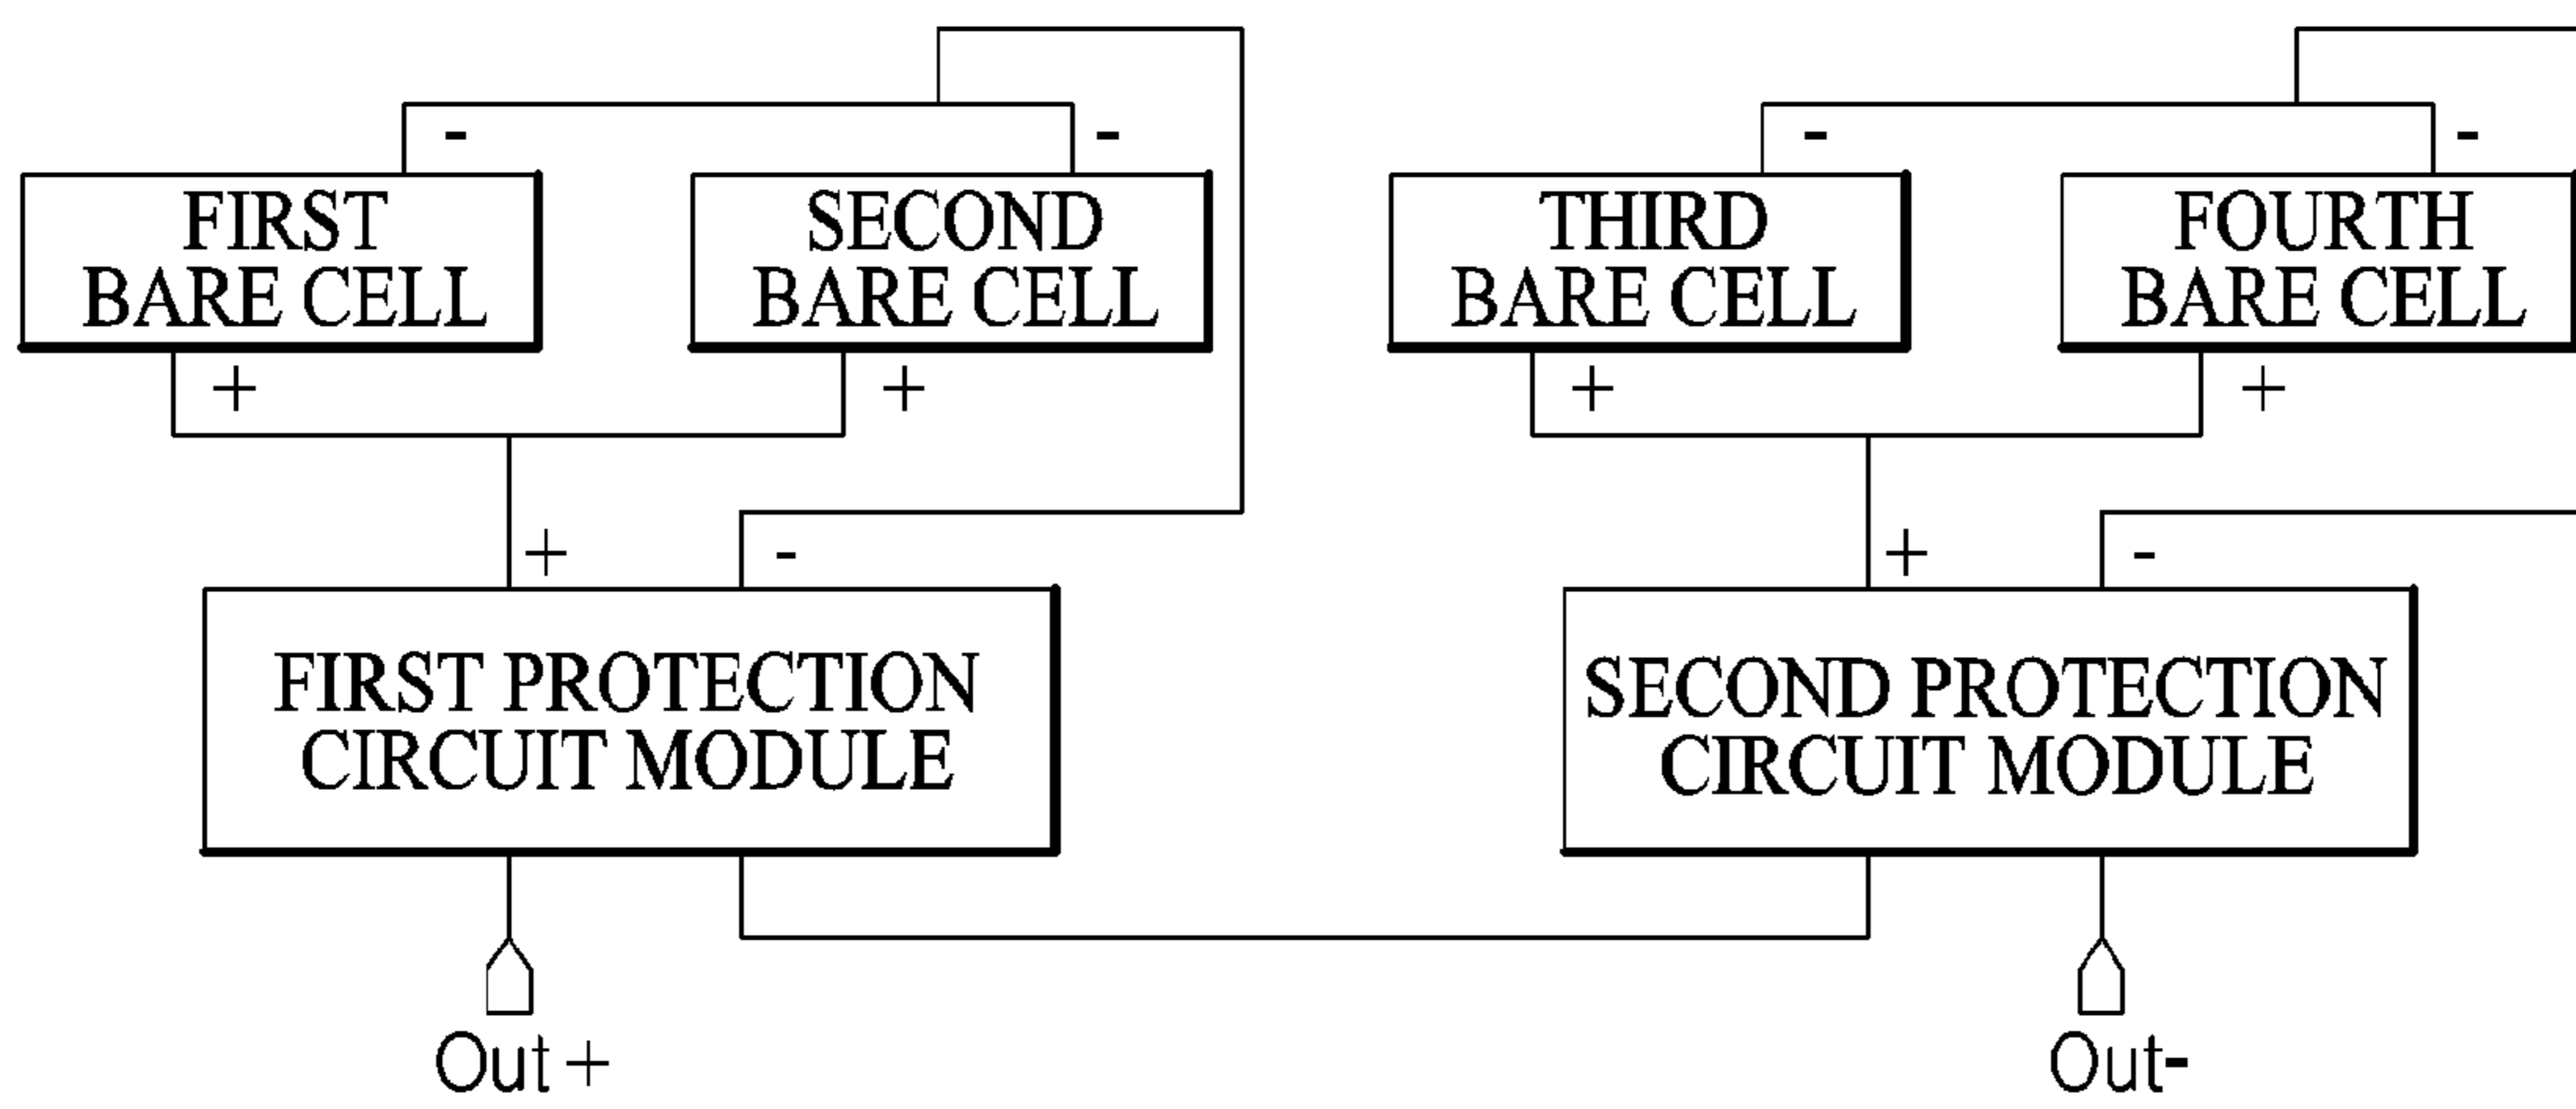 -
-
-
-
FIRST
BARE CELL
SECOND
BARE CELL
THIRD
BARE CELL
FOURTH
BARE CELL
+
+
+
+
+
-
+
-
FIRST PROTECTION
CIRCUIT MODULE
SECOND PROTECTION
CIRCUIT MODULE
Out +
Out-